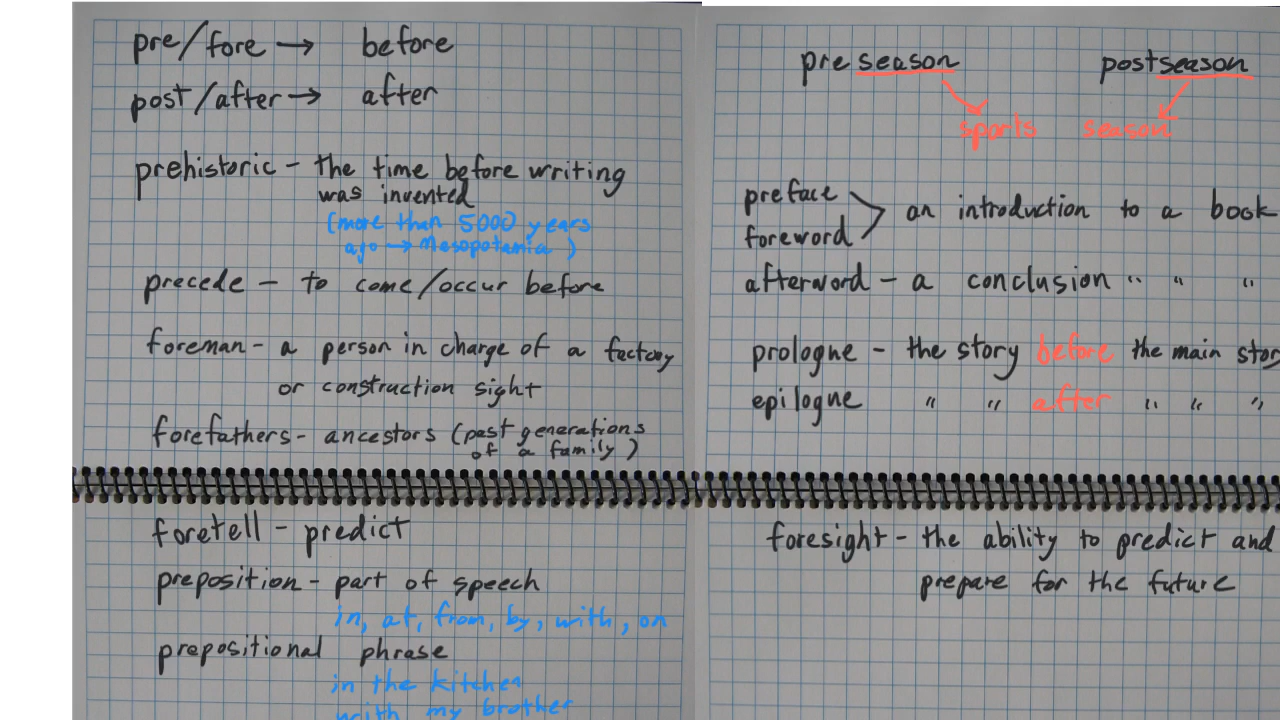 pre/fore → before
post/after → after
prehistoric - the time before writing
was invented
(more than 5000 years
ago → Mesopotamia)
precede - to come/occur before
foreman - a person in charge of a factory
or construction sight
forefathers - ancestors (past generations
of a family)
foretell - predict
preposition - part of speech
in, at, from, by, with, on
prepositional phrase
in the kitchen
with my brother
preseason postseason
sports season
preface
foreword
an introduction to a book
afterword - a conclusion " " "
prologue - the story before the main story
epilogue " " after " " "
foresight - the ability to predict and
prepare for the future